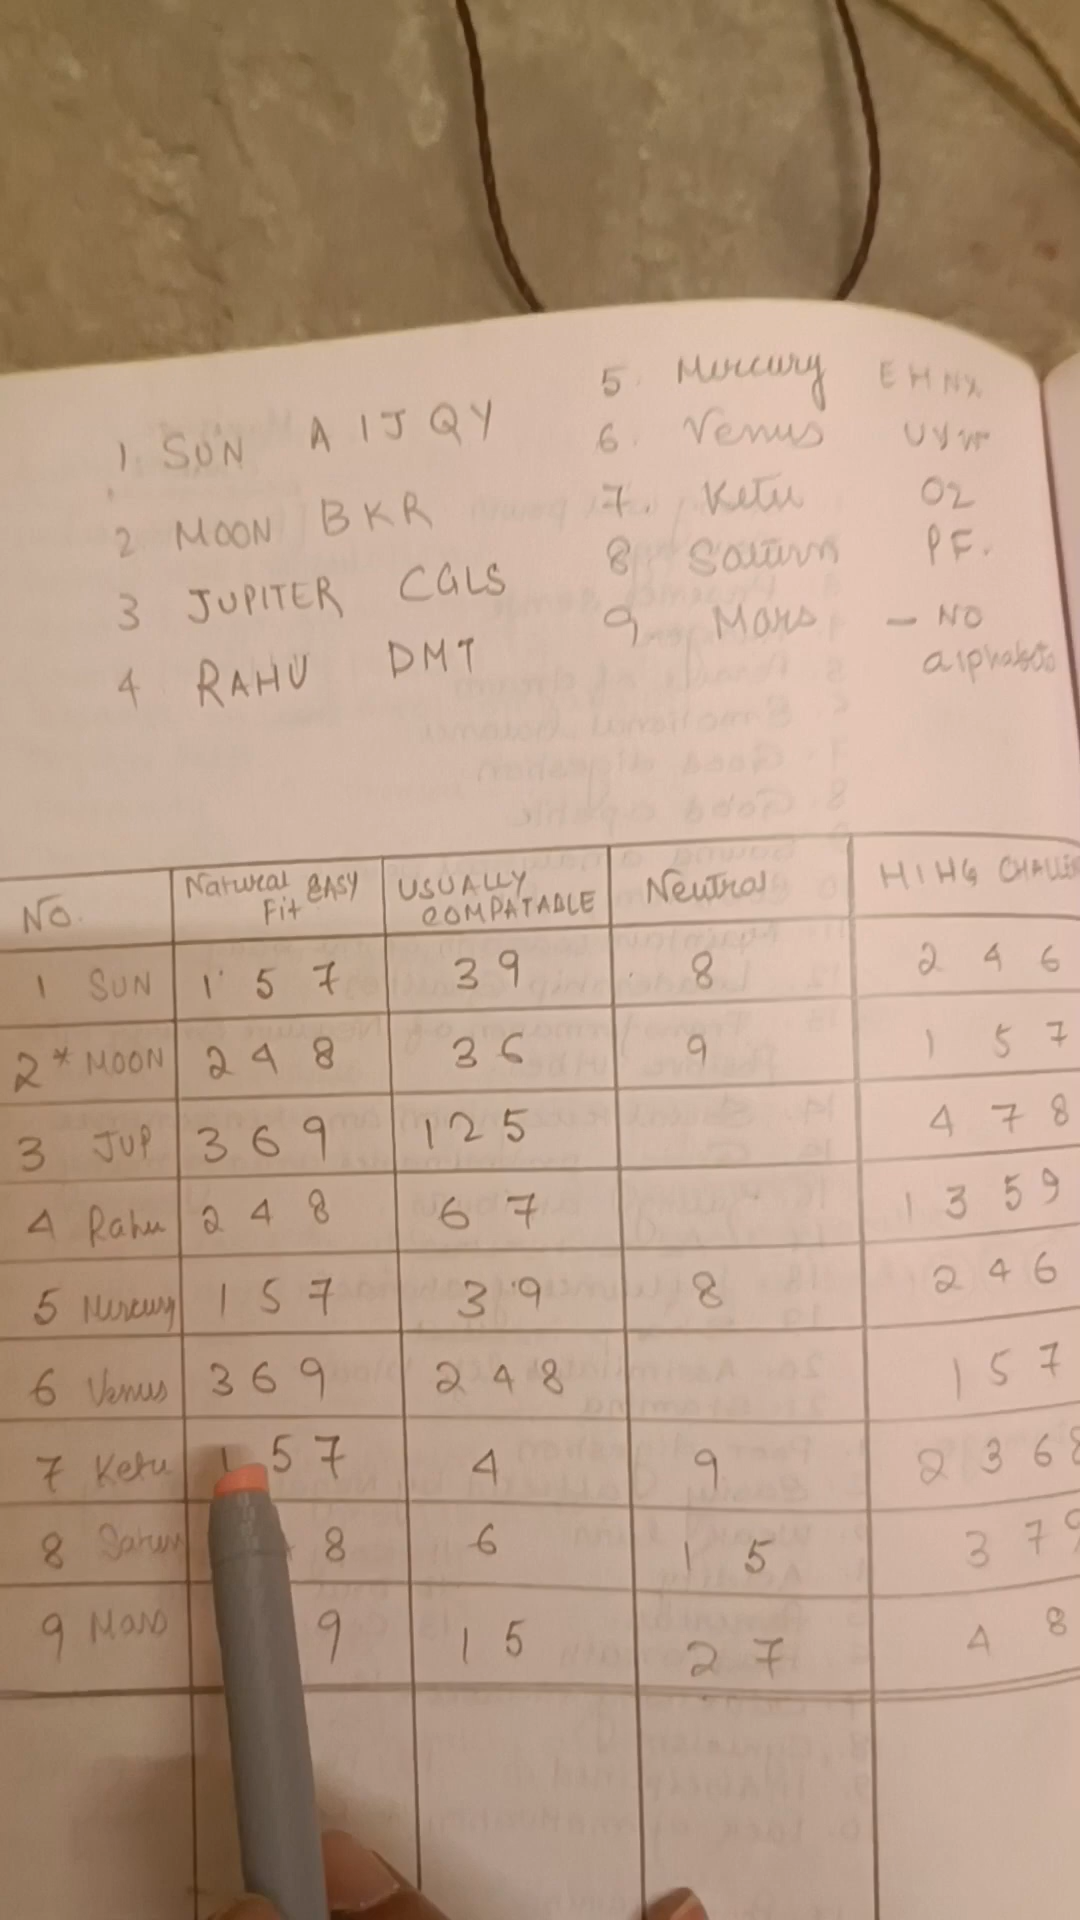 1. SUN A I J Q Y
2 MOON B K R
3 JUPITER C G L S
4 RAHU D M T
5. Mercury E H N X
6. Venus U V W
7. Ketu O Z
8 Saturn P F.
9 Mars - NO
alphabets
No. Natural EASY Fit USUALLY COMPATABLE Neutral HIHG
1 SUN 1 5 7 3 9 8 2 4 6
2* MOON 2 4 8 3 6 9 1 5 7
3 JUP 3 6 9 1 2 5 4 7 8
4 Rahu 2 4 8 6 7 1 3 5 9
5 Mercury 1 5 7 3 9 8 2 4 6
6 Venus 3 6 9 2 4 8 1 5 7
7 Ketu 1 5 7 4 9 2 3 6 8
8 8 6 1 5 3 7 9
9 Mars 9 1 5 2 7 4 8